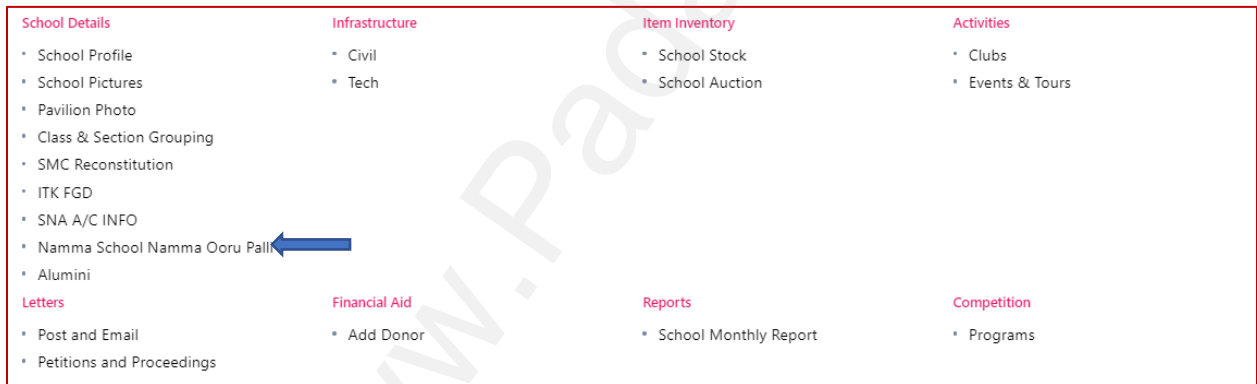 School Details
School Profile
School Pictures
Pavilion Photo
Class & Section Grouping
SMC Reconstitution
ITK FGD
SNA A/C INFO
Namma School Namma Ooru Palli
Alumini
Infrastructure
Civil
Tech
Item Inventory
School Stock
School Auction
Activities
Clubs
Events & Tours
Letters
Post and Email
Petitions and Proceedings
Financial Aid
Add Donor
Reports
School Monthly Report
Competition
Programs
www.Pada